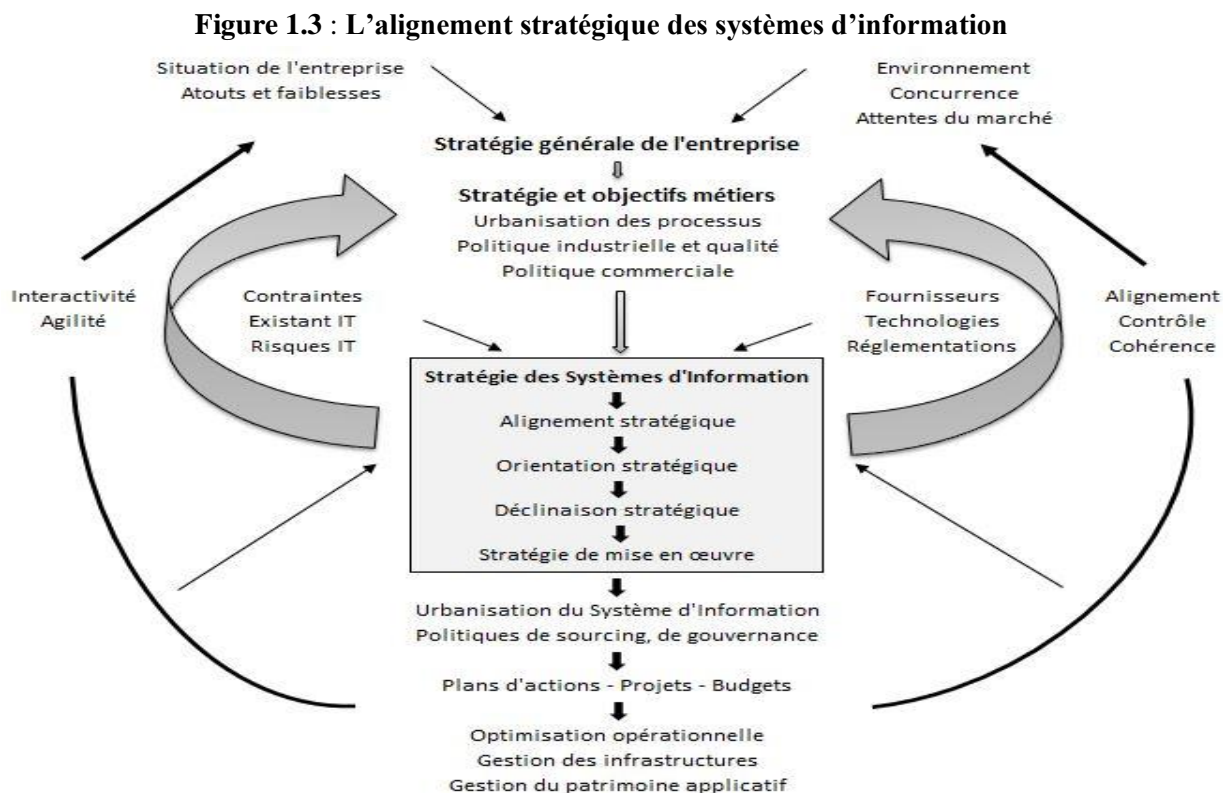 Figure 1.3 : L’alignement stratégique des systèmes d’information
Situation de l'entreprise
Atouts et faiblesses
Environnement
Concurrence
Attentes du marché
Stratégie générale de l'entreprise
Stratégie et objectifs métiers
Urbanisation des processus
Politique industrielle et qualité
Politique commerciale
Interactivité
Agilité
Contraintes
Existant IT
Risques IT
Fournisseurs
Technologies
Réglementations
Alignement
Contrôle
Cohérence
Stratégie des Systèmes d'Information
Alignement stratégique
Orientation stratégique
Déclinaison stratégique
Stratégie de mise en œuvre
Urbanisation du Système d'Information
Politiques de sourcing, de gouvernance
Plans d'actions - Projets - Budgets
Optimisation opérationnelle
Gestion des infrastructures
Gestion du patrimoine applicatif